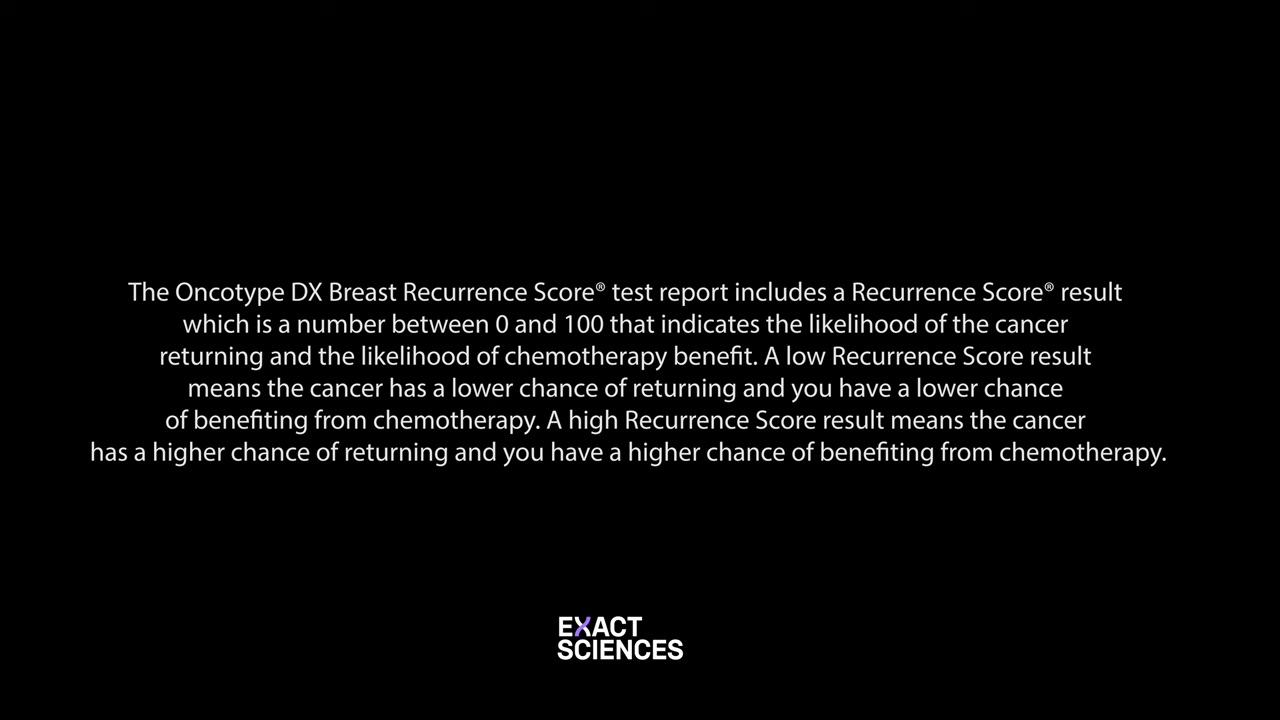 The Oncotype DX Breast Recurrence Score® test report includes a Recurrence Score® result
which is a number between 0 and 100 that indicates the likelihood of the cancer
returning and the likelihood of chemotherapy benefit. A low Recurrence Score result
means the cancer has a lower chance of returning and you have a lower chance
of benefiting from chemotherapy. A high Recurrence Score result means the cancer
has a higher chance of returning and you have a higher chance of benefiting from chemotherapy.
EXACT
SCIENCES